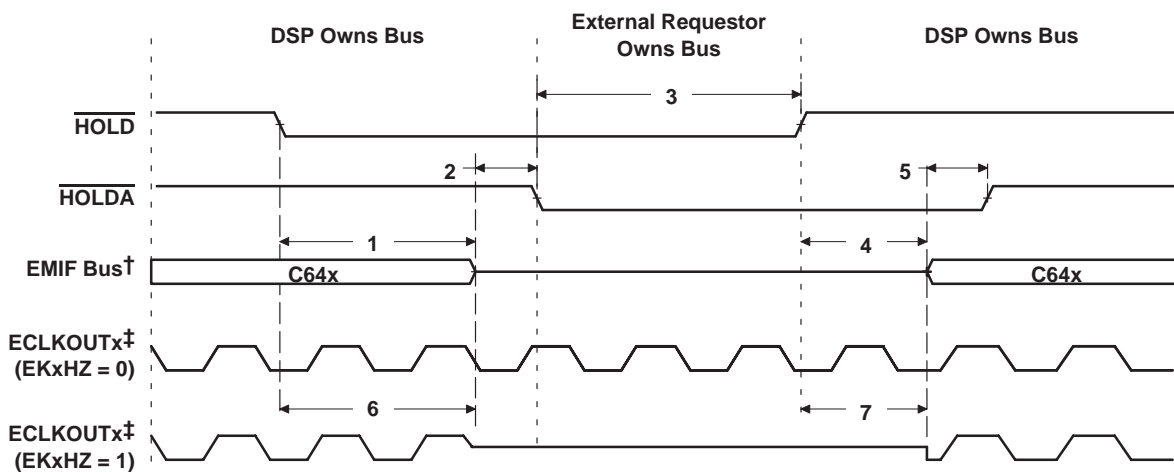 DSP Owns Bus
External Requestor
Owns Bus
DSP Owns Bus
HOLD
3
HOLDA
2
5
1
4
EMIF Bus†
C64x
C64x
ECLKOUTx‡
(EKxHZ = 0)
6
7
ECLKOUTx‡
(EKxHZ = 1)